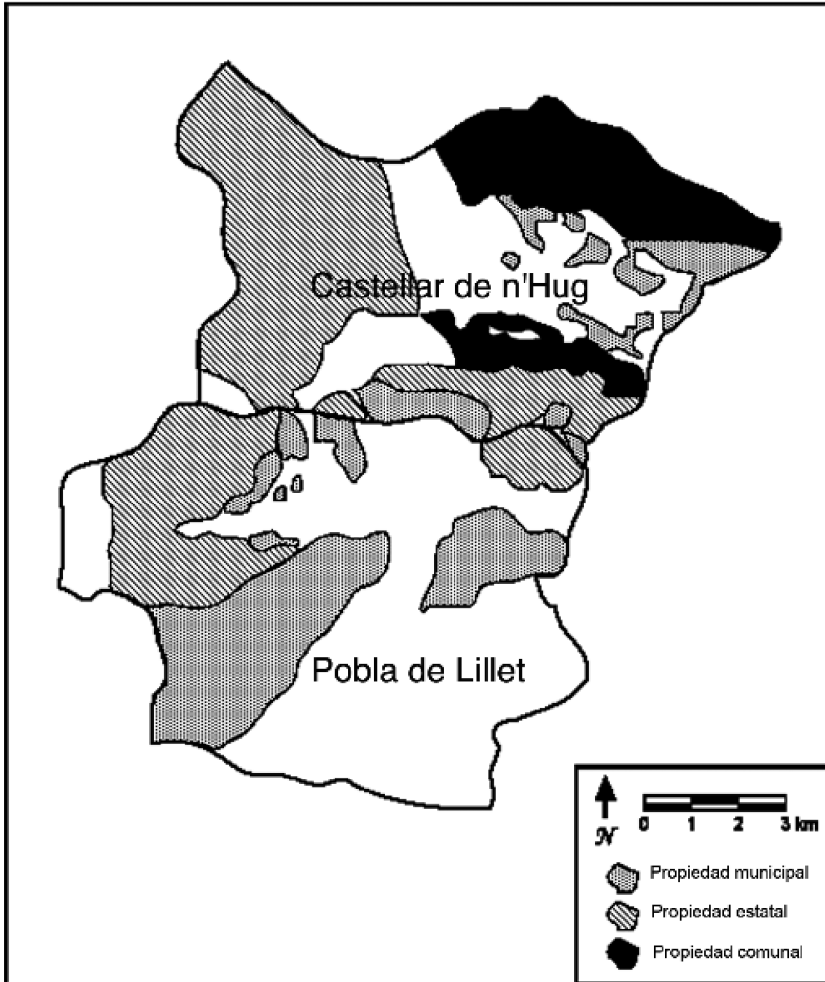 Castellar de n'Hug
Pobla de Lillet
N
0 1 2 3 km
Propiedad municipal
Propiedad estatal
Propiedad comunal